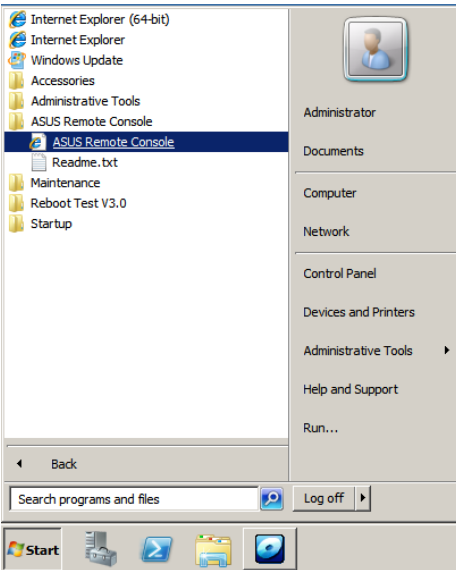 Internet Explorer (64-bit)
Internet Explorer
Windows Update
Accessories
Administrative Tools
ASUS Remote Console
ASUS Remote Console
Readme.txt
Maintenance
Reboot Test V3.0
Startup
Back
Search programs and files
Administrator
Documents
Computer
Network
Control Panel
Devices and Printers
Administrative Tools
Help and Support
Run...
Log off
Start